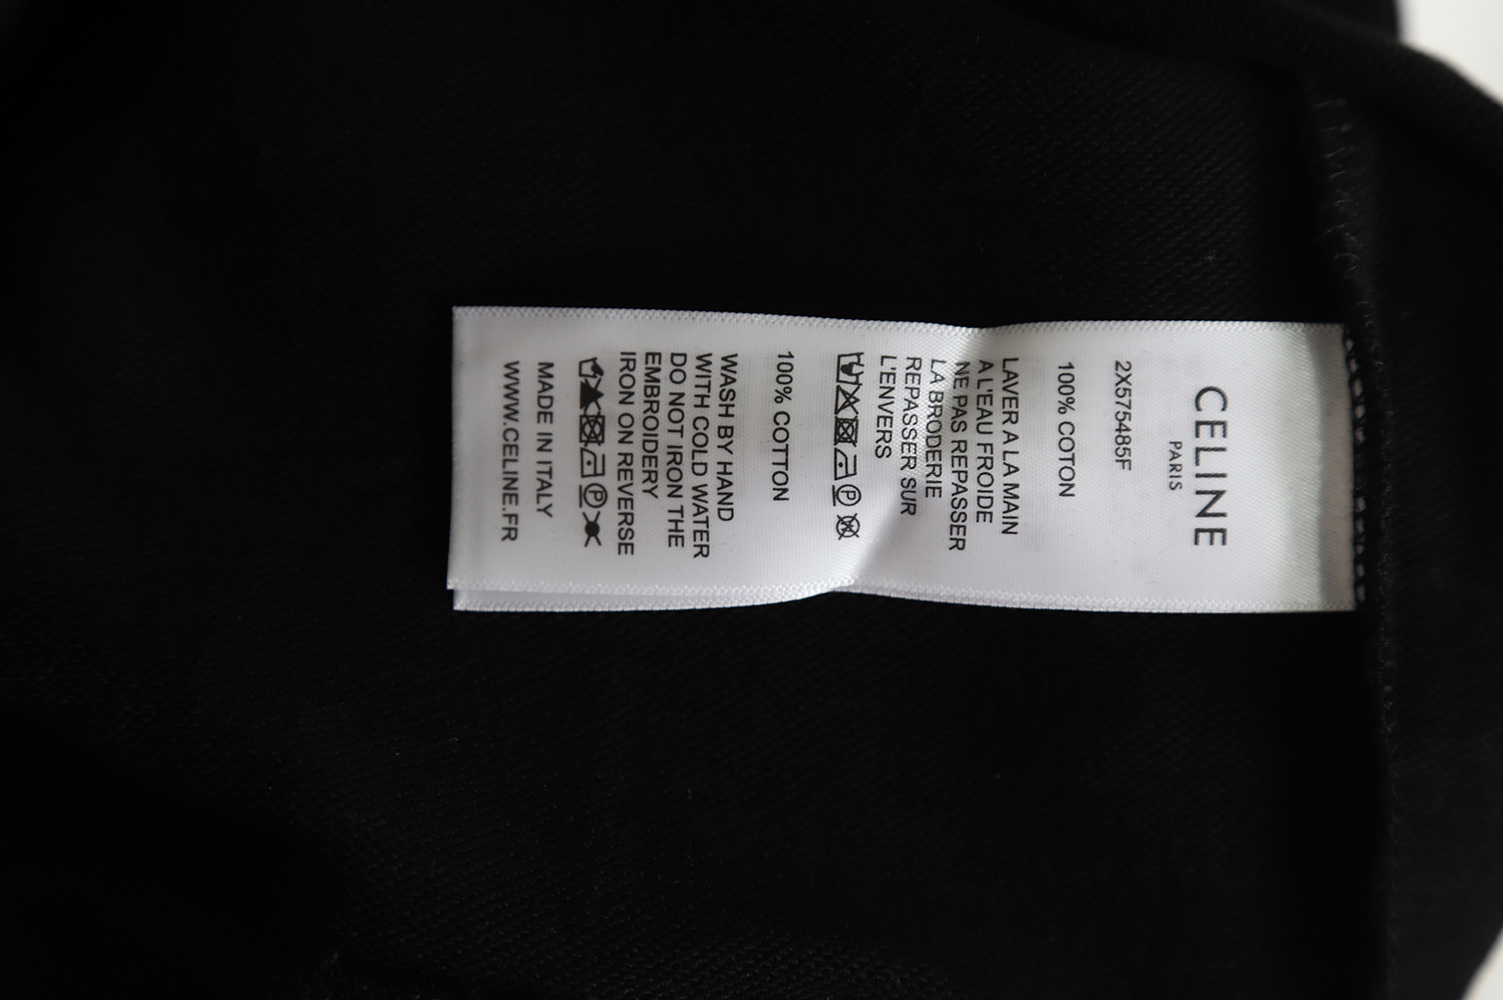 CELINE
PARIS
2X575485F
100% COTON
LAVER A LA MAIN
A L'EAU FROIDE
NE PAS REPASSER
LA BRODERIE
REPASSER SUR
L'ENVERS
100% COTTON
WASH BY HAND
WITH COLD WATER
DO NOT IRON THE
EMBROIDERY
IRON ON REVERSE
MADE IN ITALY
WWW.CELINE.FR